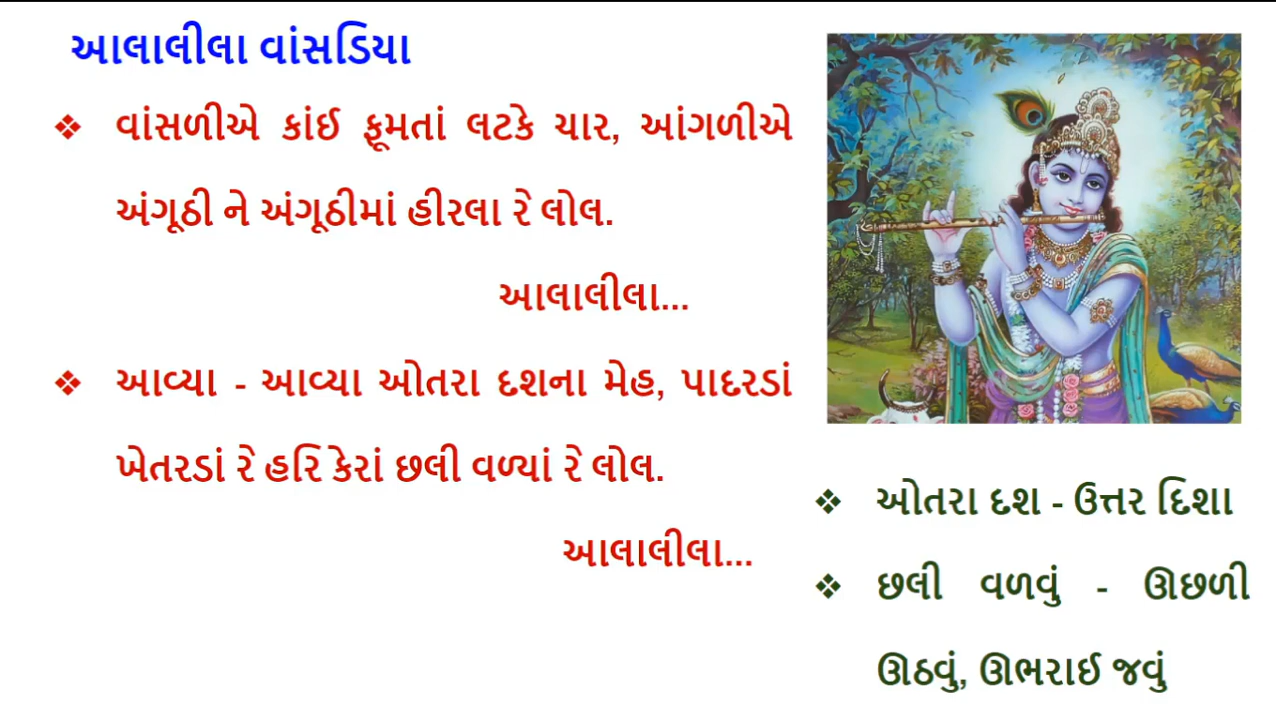 આલાલીલા વાંસડિયા
❖ વાંસળીએ કાંઈ ફૂમતાં લટકે ચાર, આંગળીએ
અંગૂઠી ને અંગૂઠીમાં હીરલા રે લોલ.
આલાલીલા...
❖ આવ્યા - આવ્યા ઓતરા દશના મેહ, પાદરડાં
ખેતરડાં રે હરિ કેરાં છલી વળ્યાં રે લોલ.
આલાલીલા...
❖ ઓતરા દશ - ઉત્તર દિશા
❖ છલી વળવું - ઊછળી
ઊઠવું, ઊભરાઈ જવું